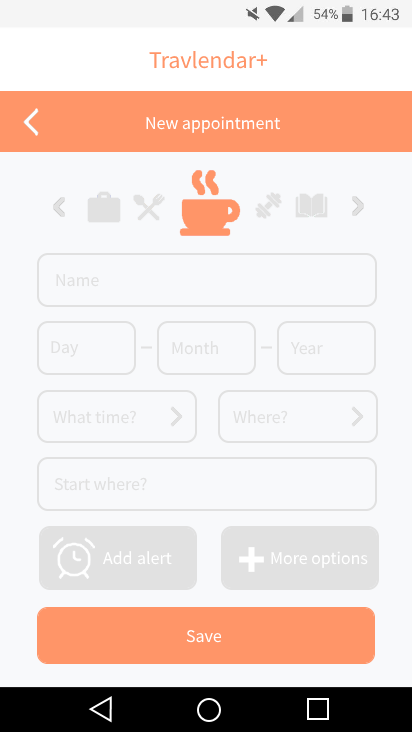 54% 16:43
Travlendar+
New appointment
Name
Day Month Year
What time? Where?
Start where?
Add alert More options
Save